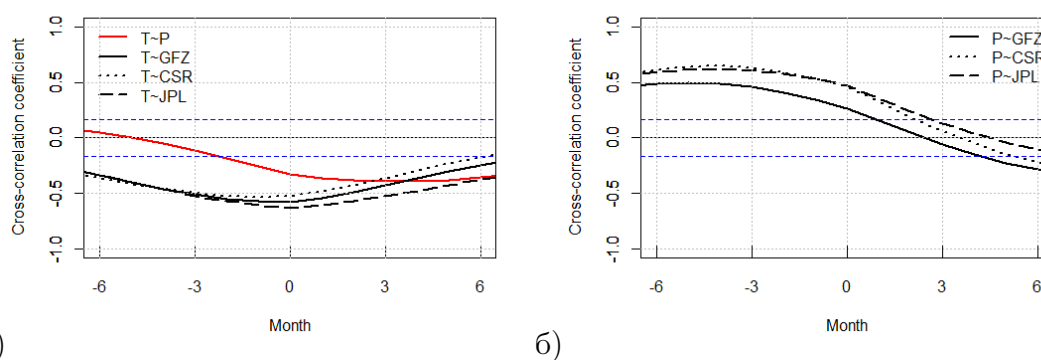 Cross-correlation coefficient
1.0
0.5
0.0
-0.5
-1.0
T~P
T~GFZ
T~CSR
T~JPL
-6 -3 0 3 6
Month
)
Cross-correlation coefficient
1.0
0.5
0.0
-0.5
-1.0
P~GFZ
P~CSR
P~JPL
-6 -3 0 3 6
Month
б)